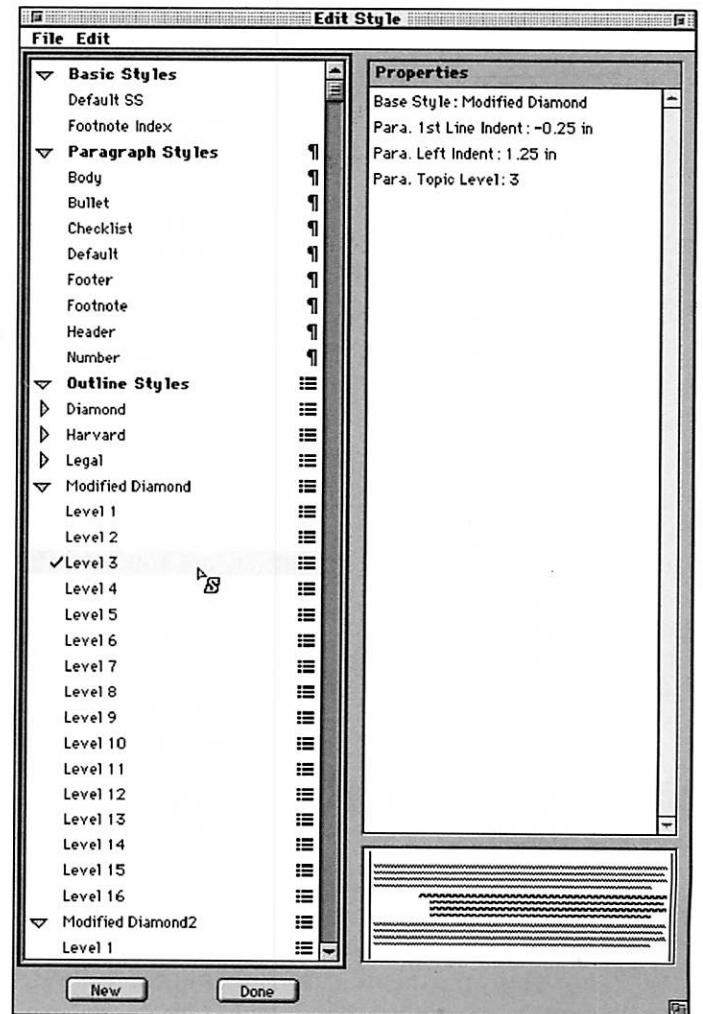 Edit Style
File Edit
Basic Styles
Default SS
Footnote Index
Paragraph Styles ¶
Body ¶
Bullet ¶
Checklist ¶
Default ¶
Footer ¶
Footnote ¶
Header ¶
Number ¶
Outline Styles
Diamond
Harvard
Legal
Modified Diamond
Level 1
Level 2
✓Level 3
Level 4
Level 5
Level 6
Level 7
Level 8
Level 9
Level 10
Level 11
Level 12
Level 13
Level 14
Level 15
Level 16
Modified Diamond2
Level 1
New
Done
Properties
Base Style: Modified Diamond
Para. 1st Line Indent: -0.25 in
Para. Left Indent: 1.25 in
Para. Topic Level: 3